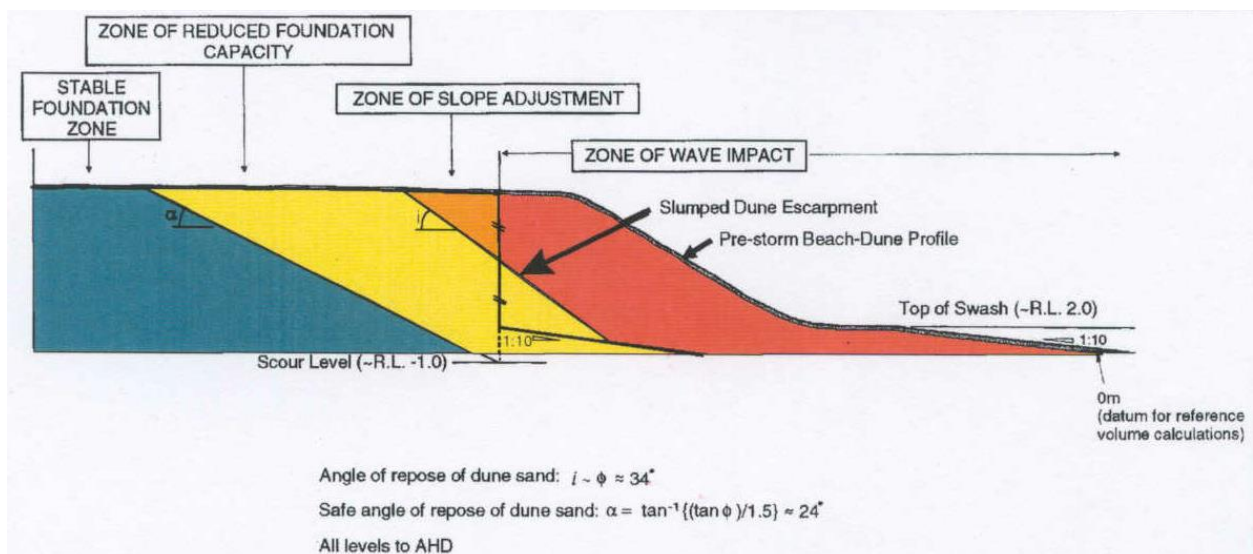 ZONE OF REDUCED FOUNDATION
CAPACITY
STABLE
FOUNDATION
ZONE
ZONE OF SLOPE ADJUSTMENT
ZONE OF WAVE IMPACT
α
i
Slumped Dune Escarpment
Pre-storm Beach-Dune Profile
Top of Swash (~R.L. 2.0)
1:10
1:10
Scour Level (~R.L. -1.0)
0m
(datum for reference
volume calculations)
Angle of repose of dune sand: i ~ ϕ ≈ 34°
Safe angle of repose of dune sand: α = tan⁻¹{(tan ϕ)/1.5} ≈ 24°
All levels to AHD